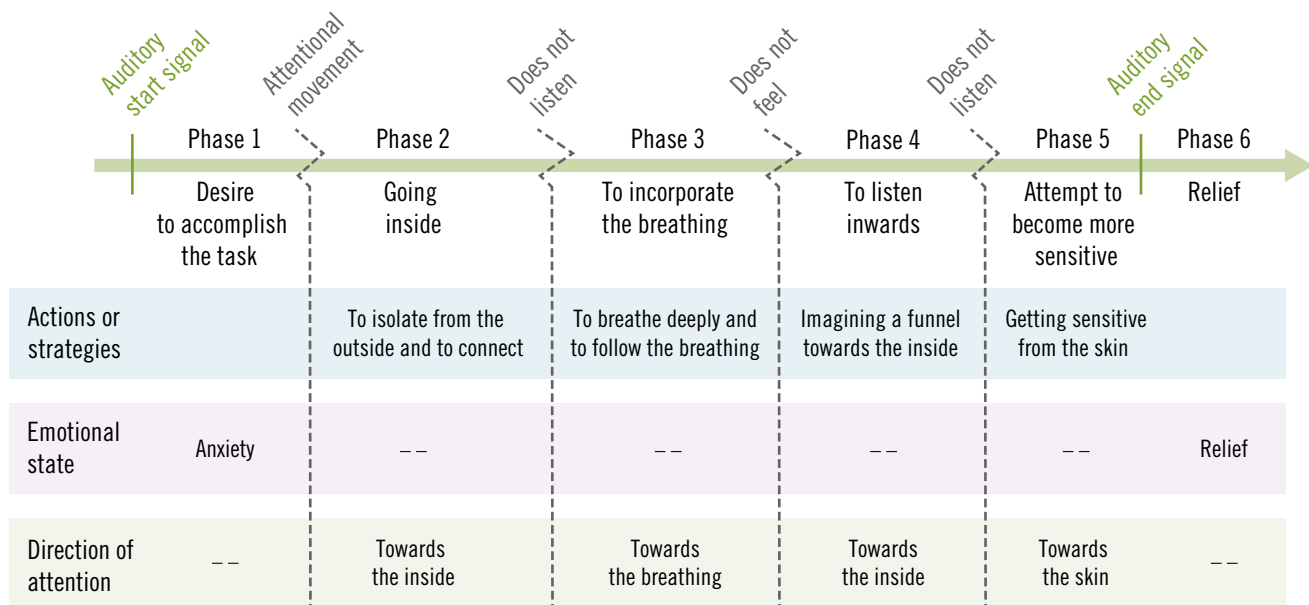 Auditory
start signal
Attentional
movement
Does not
listen
Does not
feel
Does not
listen
Auditory
end signal
Phase 1
Phase 2
Phase 3
Phase 4
Phase 5
Phase 6
Desire
to accomplish
the task
Going
inside
To incorporate
the breathing
To listen
inwards
Attempt to
become more
sensitive
Relief
Actions or
strategies
To isolate from the
outside and to connect
To breathe deeply and
to follow the breathing
Imagining a funnel
towards the inside
Getting sensitive
from the skin
Emotional
state
Anxiety
– –
– –
– –
– –
Relief
Direction of
attention
– –
Towards
the inside
Towards
the breathing
Towards
the inside
Towards
the skin
– –